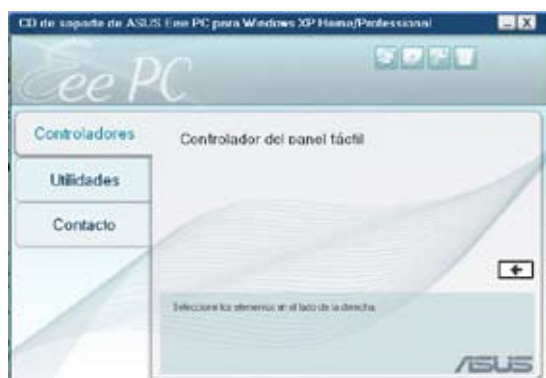 CD de soporte de ASUS Eee PC para Windows XP Home/Professional
Eee PC
Controladores
Controlador del panel táctil
Utilidades
Contacto
Seleccione los elementos en el lado de la derecha.
ASUS